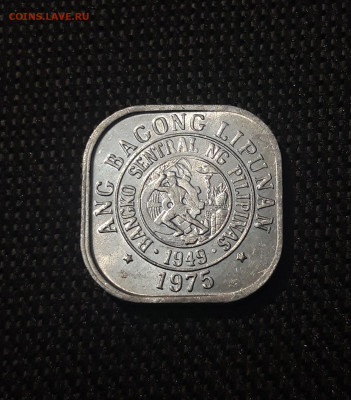 COINS.LAVE.RU
ANG BAGONG LIPUNAN
BANGKO SENTRAL NG PILIPINAS
· 1949 ·
★ 1975 ★